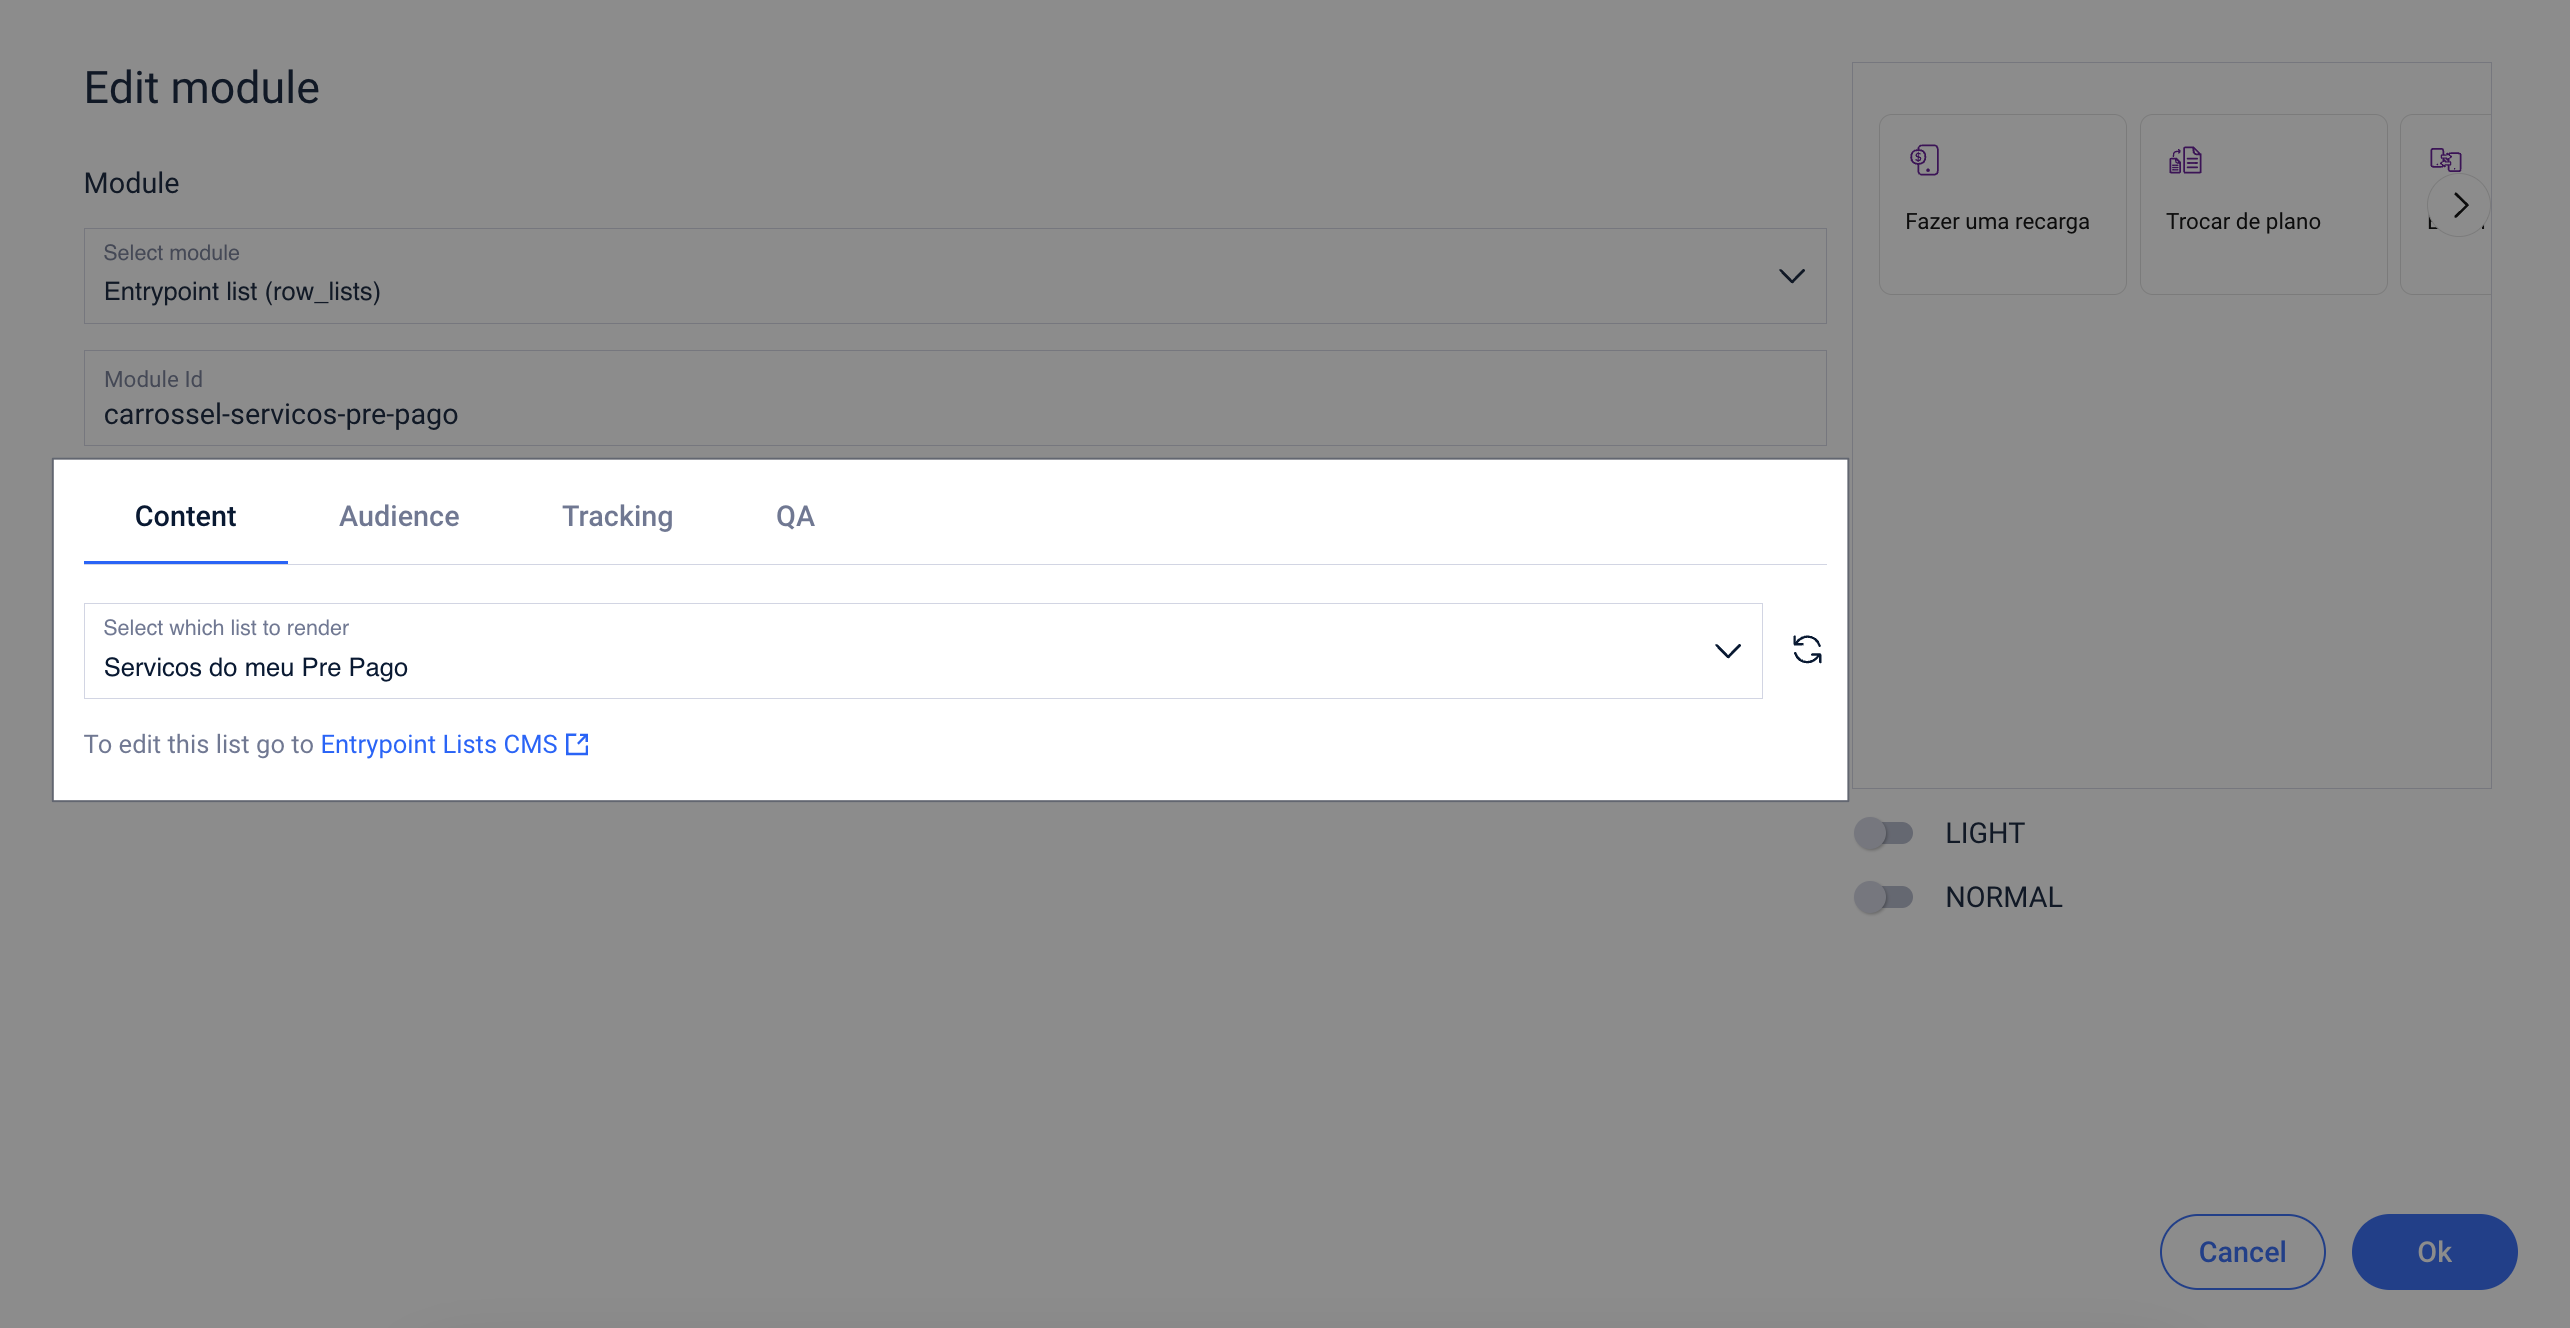 Edit module
Module
Select module
Entrypoint list (row_lists)
Module Id
carrossel-servicos-pre-pago
Content
Audience
Tracking
QA
Select which list to render
Servicos do meu Pre Pago
To edit this list go to Entrypoint Lists CMS
Fazer uma recarga
Trocar de plano
LIGHT
NORMAL
Cancel
Ok